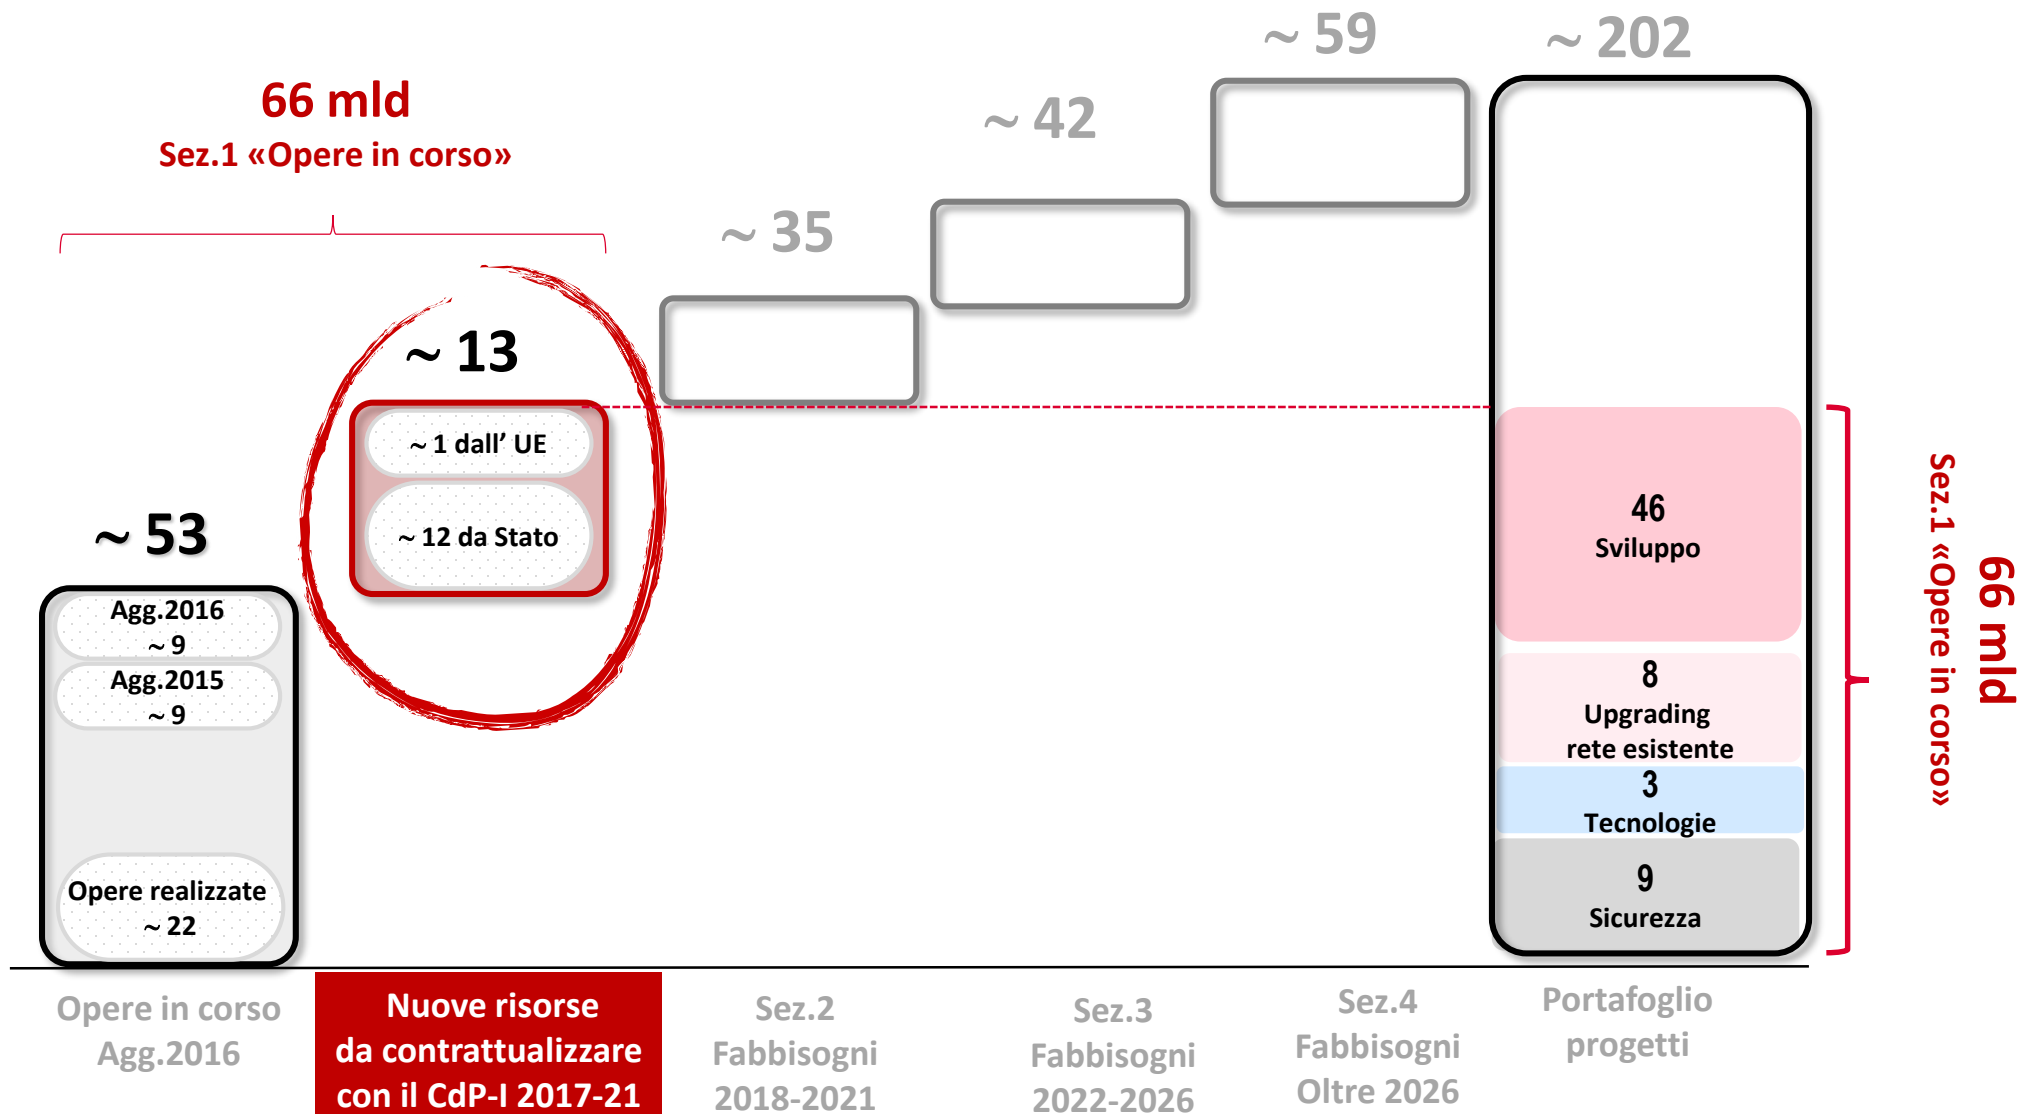 66 mld
Sez.1 «Opere in corso»
~ 53
Agg.2016
~ 9
Agg.2015
~ 9
Opere realizzate
~ 22
~ 13
~ 1 dall’ UE
~ 12 da Stato
~ 35
~ 42
~ 59
~ 202
46
Sviluppo
8
Upgrading
rete esistente
3
Tecnologie
9
Sicurezza
66 mld
Sez.1 «Opere in corso»
Opere in corso
Agg.2016
Nuove risorse
da contrattualizzare
con il CdP-I 2017-21
Sez.2
Fabbisogni
2018-2021
Sez.3
Fabbisogni
2022-2026
Sez.4
Fabbisogni
Oltre 2026
Portafoglio
progetti